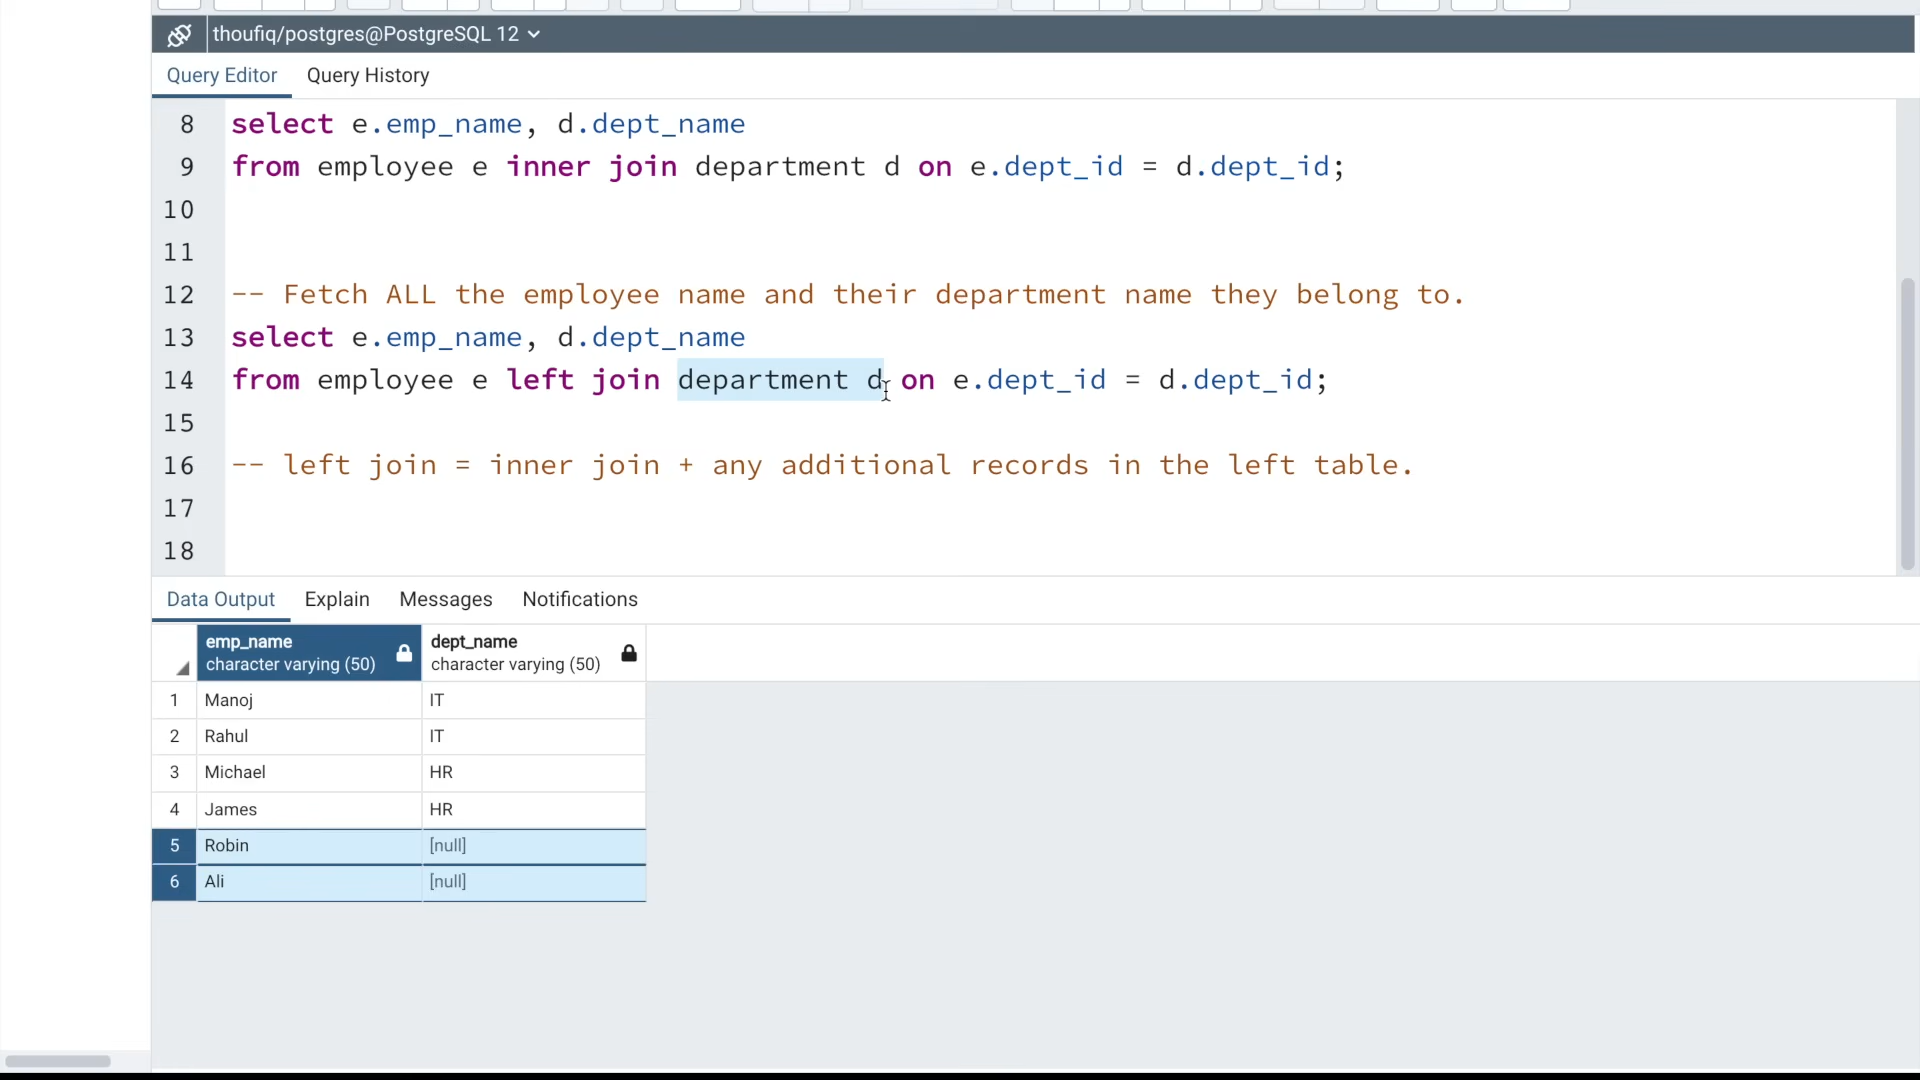 thoufiq/postgres@PostgreSQL 12
Query Editor Query History
8 select e.emp_name, d.dept_name
9 from employee e inner join department d on e.dept_id = d.dept_id;
10
11
12 -- Fetch ALL the employee name and their department name they belong to.
13 select e.emp_name, d.dept_name
14 from employee e left join department d on e.dept_id = d.dept_id;
15
16 -- left join = inner join + any additional records in the left table.
17
18
Data Output Explain Messages Notifications
emp_name dept_name
character varying (50) character varying (50)
1 Manoj IT
2 Rahul IT
3 Michael HR
4 James HR
5 Robin [null]
6 Ali [null]